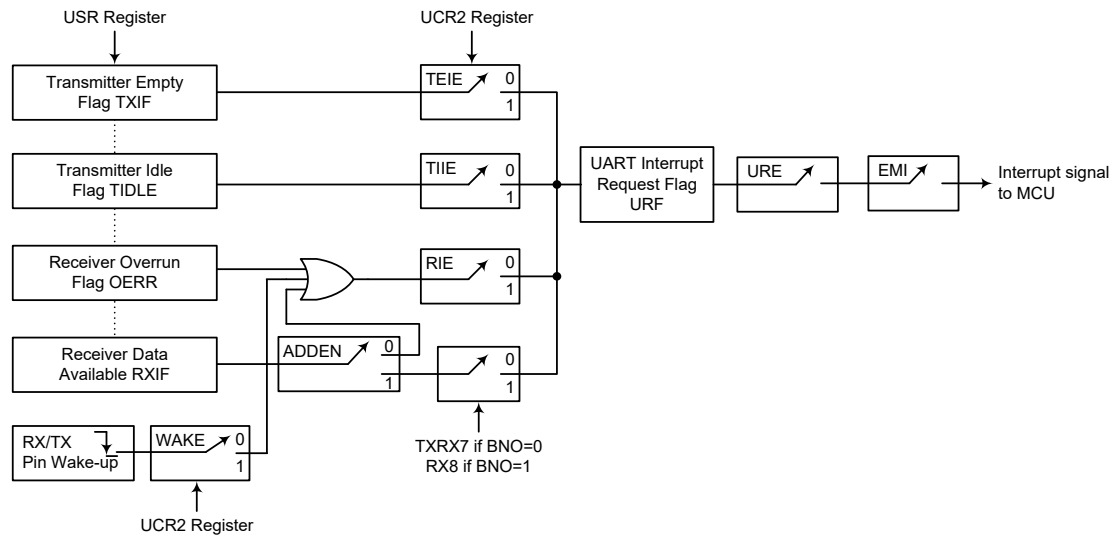 USR Register
UCR2 Register
Transmitter Empty
Flag TXIF
TEIE
0
1
Transmitter Idle
Flag TIDLE
TIIE
0
1
UART Interrupt
Request Flag
URF
URE
EMI
Interrupt signal
to MCU
Receiver Overrun
Flag OERR
RIE
0
1
Receiver Data
Available RXIF
ADDEN
0
1
0
1
TXRX7 if BNO=0
RX8 if BNO=1
RX/TX
Pin Wake-up
WAKE
0
1
UCR2 Register